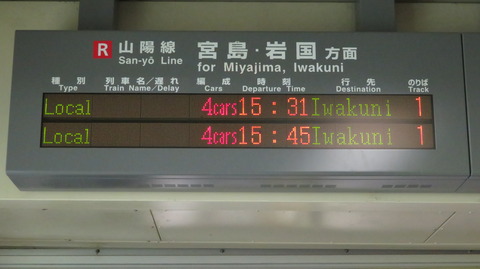 R 山陽線 宮島・岩国 方面
San-yō Line for Miyajima, Iwakuni
種別 列車名／遅れ 編成 時刻 行先 のりば
Type Train Name/Delay Cars Departure Time Destination Track
Local 4cars 15:31 Iwakuni 1
Local 4cars 15:45 Iwakuni 1